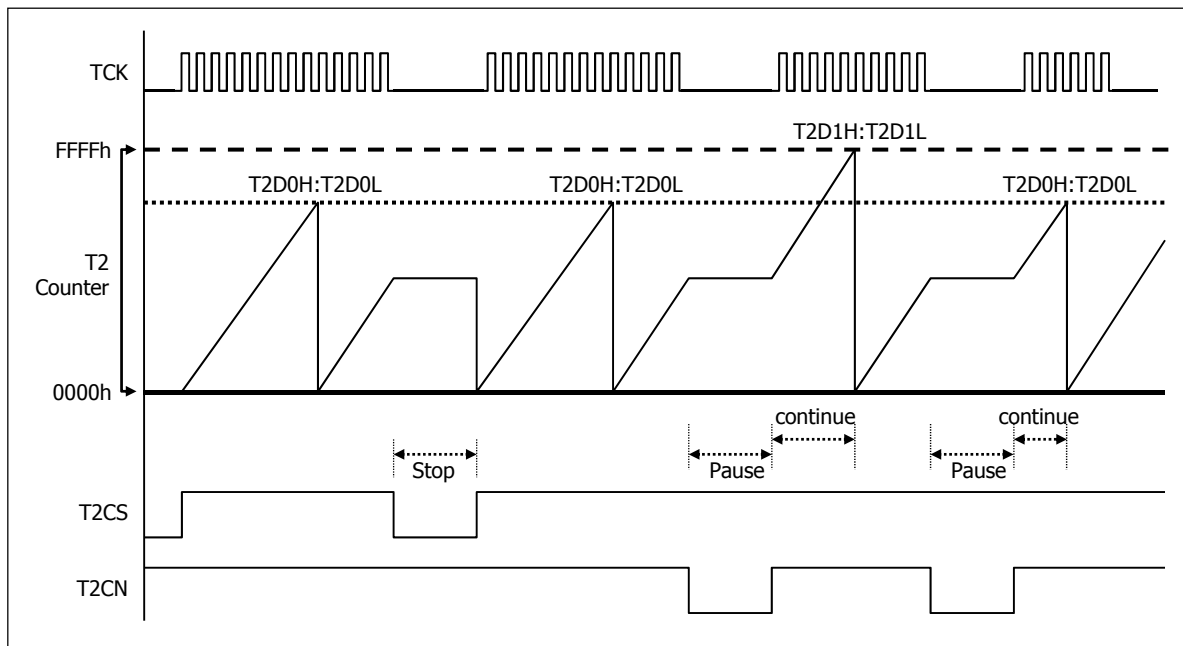 TCK
T2D1H:T2D1L
FFFFh
T2D0H:T2D0L
T2D0H:T2D0L
T2D0H:T2D0L
T2
Counter
0000h
continue
continue
Stop
Pause
Pause
T2CS
T2CN